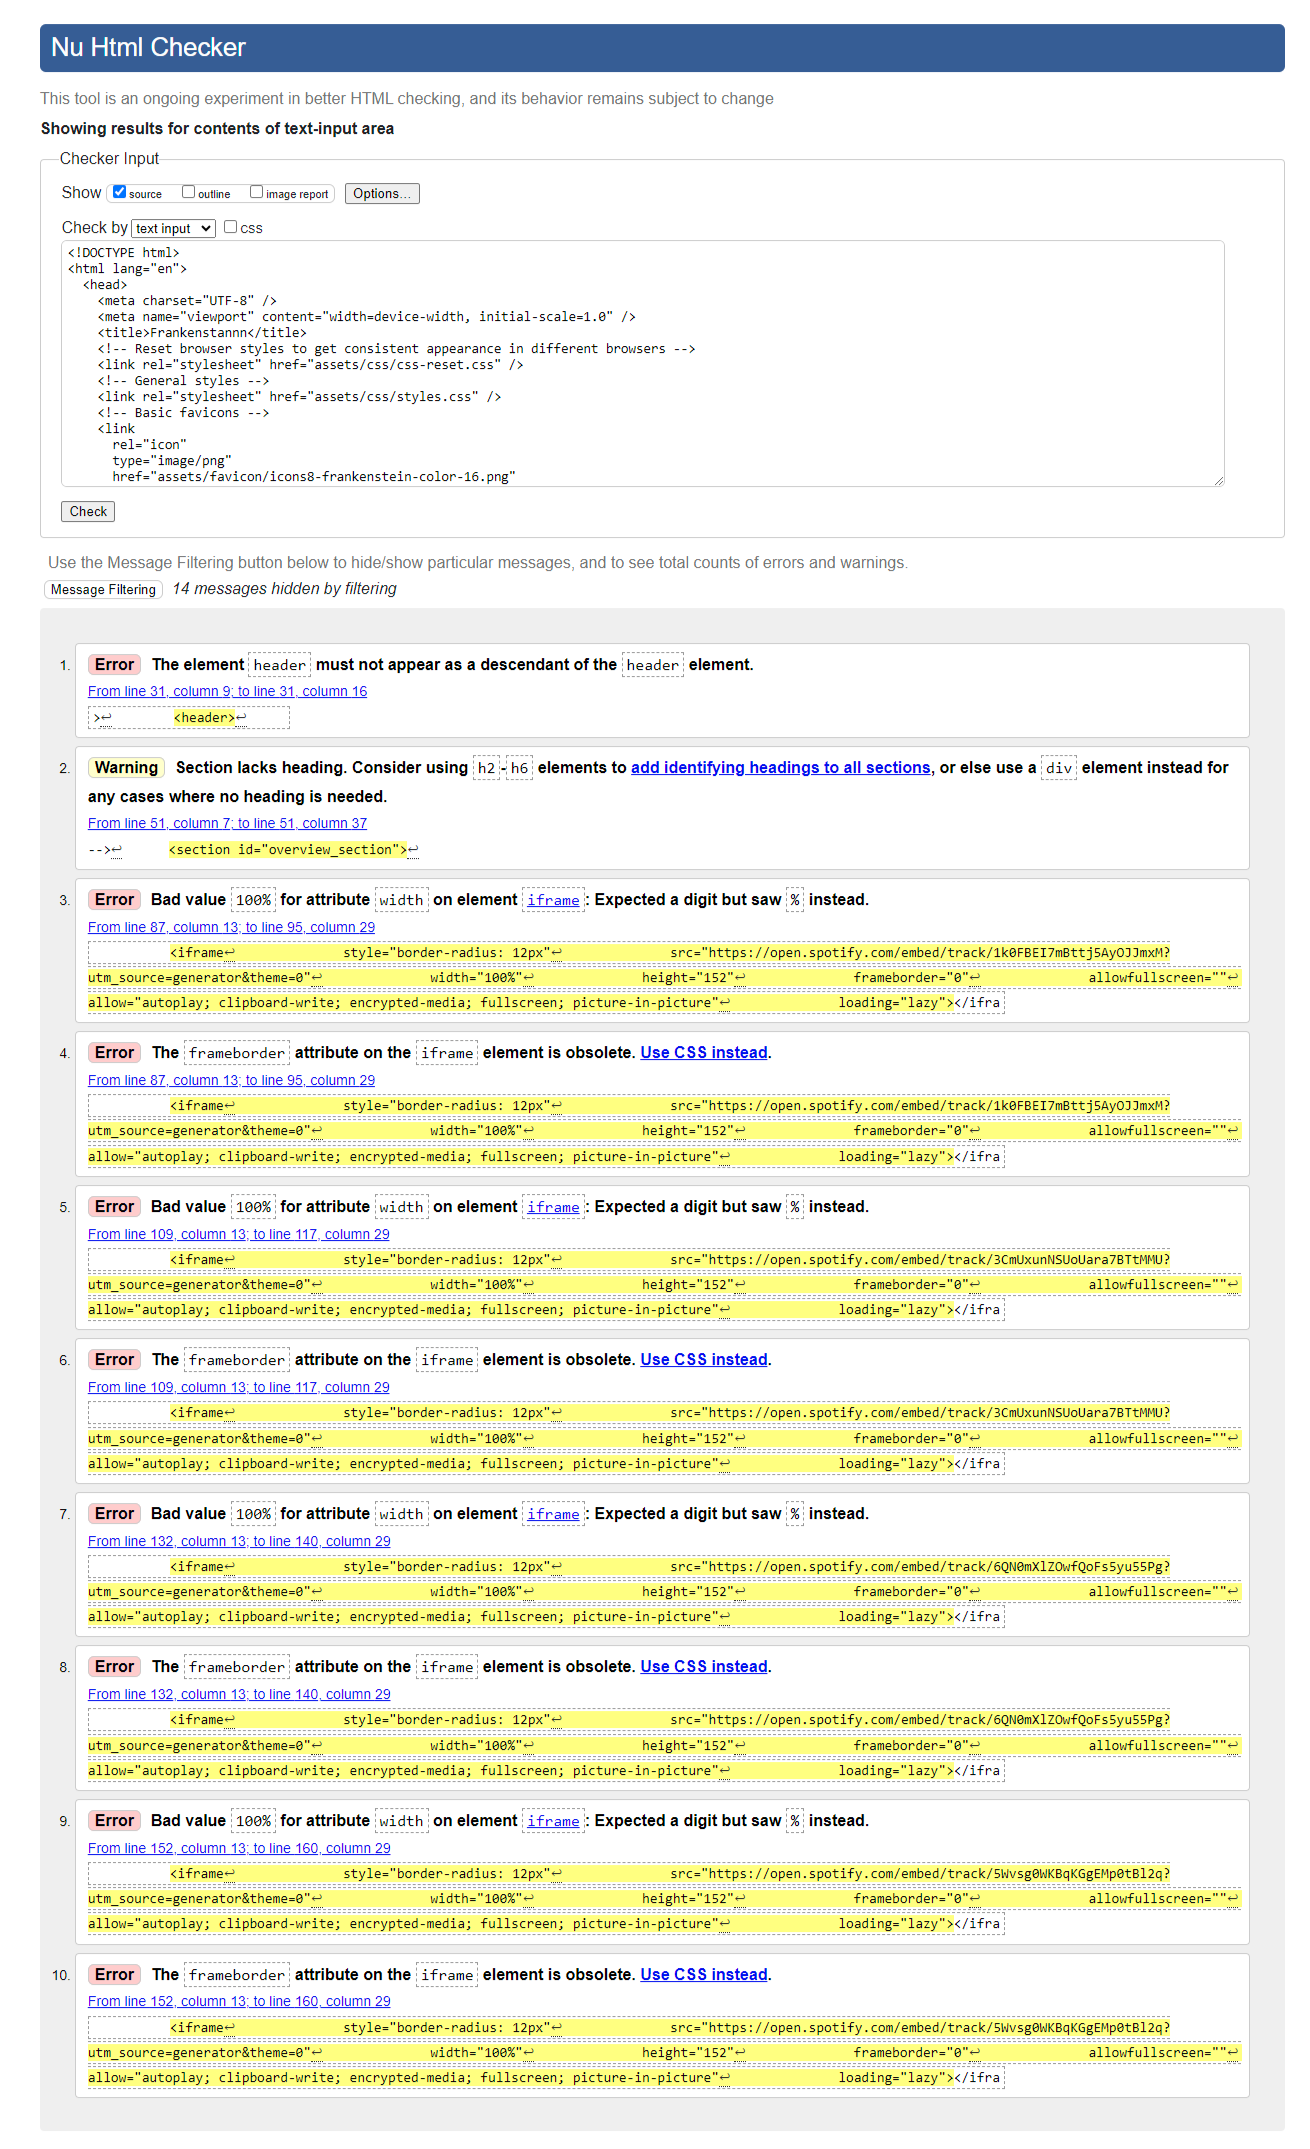 Nu Html Checker
This tool is an ongoing experiment in better HTML checking, and its behavior remains subject to change
Showing results for contents of text-input area
Checker Input
Show source outline image report Options...
Check by text input css
<!DOCTYPE html>
<html lang="en">
<head>
<meta charset="UTF-8" />
<meta name="viewport" content="width=device-width, initial-scale=1.0" />
<title>Frankenstannn</title>
<!-- Reset browser styles to get consistent appearance in different browsers -->
<link rel="stylesheet" href="assets/css/css-reset.css" />
<!-- General styles -->
<link rel="stylesheet" href="assets/css/styles.css" />
<!-- Basic favicons -->
<link
rel="icon"
type="image/png"
href="assets/favicon/icons8-frankenstein-color-16.png"
Check
Use the Message Filtering button below to hide/show particular messages, and to see total counts of errors and warnings.
Message Filtering 14 messages hidden by filtering
1. Error The element header must not appear as a descendant of the header element.
From line 31, column 9; to line 31, column 16
>↩ <header>↩
2. Warning Section lacks heading. Consider using h2-h6 elements to add identifying headings to all sections, or else use a div element instead for
any cases where no heading is needed.
From line 51, column 7; to line 51, column 37
-->↩ <section id="overview_section">↩
3. Error Bad value 100% for attribute width on element iframe: Expected a digit but saw % instead.
From line 87, column 13; to line 95, column 29
<iframe↩ style="border-radius: 12px"↩ src="https://open.spotify.com/embed/track/1k0FBEI7mBttj5AyOJJmxM?
utm_source=generator&theme=0"↩ width="100%"↩ height="152"↩ frameborder="0"↩ allowfullscreen=""↩
allow="autoplay; clipboard-write; encrypted-media; fullscreen; picture-in-picture"↩ loading="lazy"></ifra
4. Error The frameborder attribute on the iframe element is obsolete. Use CSS instead.
From line 87, column 13; to line 95, column 29
<iframe↩ style="border-radius: 12px"↩ src="https://open.spotify.com/embed/track/1k0FBEI7mBttj5AyOJJmxM?
utm_source=generator&theme=0"↩ width="100%"↩ height="152"↩ frameborder="0"↩ allowfullscreen=""↩
allow="autoplay; clipboard-write; encrypted-media; fullscreen; picture-in-picture"↩ loading="lazy"></ifra
5. Error Bad value 100% for attribute width on element iframe: Expected a digit but saw % instead.
From line 109, column 13; to line 117, column 29
<iframe↩ style="border-radius: 12px"↩ src="https://open.spotify.com/embed/track/3CmUxunNSUoUara7BTtMMU?
utm_source=generator&theme=0"↩ width="100%"↩ height="152"↩ frameborder="0"↩ allowfullscreen=""↩
allow="autoplay; clipboard-write; encrypted-media; fullscreen; picture-in-picture"↩ loading="lazy"></ifra
6. Error The frameborder attribute on the iframe element is obsolete. Use CSS instead.
From line 109, column 13; to line 117, column 29
<iframe↩ style="border-radius: 12px"↩ src="https://open.spotify.com/embed/track/3CmUxunNSUoUara7BTtMMU?
utm_source=generator&theme=0"↩ width="100%"↩ height="152"↩ frameborder="0"↩ allowfullscreen=""↩
allow="autoplay; clipboard-write; encrypted-media; fullscreen; picture-in-picture"↩ loading="lazy"></ifra
7. Error Bad value 100% for attribute width on element iframe: Expected a digit but saw % instead.
From line 132, column 13; to line 140, column 29
<iframe↩ style="border-radius: 12px"↩ src="https://open.spotify.com/embed/track/6QN0mXlZOwfQoFs5yu55Pg?
utm_source=generator&theme=0"↩ width="100%"↩ height="152"↩ frameborder="0"↩ allowfullscreen=""↩
allow="autoplay; clipboard-write; encrypted-media; fullscreen; picture-in-picture"↩ loading="lazy"></ifra
8. Error The frameborder attribute on the iframe element is obsolete. Use CSS instead.
From line 132, column 13; to line 140, column 29
<iframe↩ style="border-radius: 12px"↩ src="https://open.spotify.com/embed/track/6QN0mXlZOwfQoFs5yu55Pg?
utm_source=generator&theme=0"↩ width="100%"↩ height="152"↩ frameborder="0"↩ allowfullscreen=""↩
allow="autoplay; clipboard-write; encrypted-media; fullscreen; picture-in-picture"↩ loading="lazy"></ifra
9. Error Bad value 100% for attribute width on element iframe: Expected a digit but saw % instead.
From line 152, column 13; to line 160, column 29
<iframe↩ style="border-radius: 12px"↩ src="https://open.spotify.com/embed/track/5Wvsg0WKBqKGgEMp0tBl2q?
utm_source=generator&theme=0"↩ width="100%"↩ height="152"↩ frameborder="0"↩ allowfullscreen=""↩
allow="autoplay; clipboard-write; encrypted-media; fullscreen; picture-in-picture"↩ loading="lazy"></ifra
10. Error The frameborder attribute on the iframe element is obsolete. Use CSS instead.
From line 152, column 13; to line 160, column 29
<iframe↩ style="border-radius: 12px"↩ src="https://open.spotify.com/embed/track/5Wvsg0WKBqKGgEMp0tBl2q?
utm_source=generator&theme=0"↩ width="100%"↩ height="152"↩ frameborder="0"↩ allowfullscreen=""↩
allow="autoplay; clipboard-write; encrypted-media; fullscreen; picture-in-picture"↩ loading="lazy"></ifra